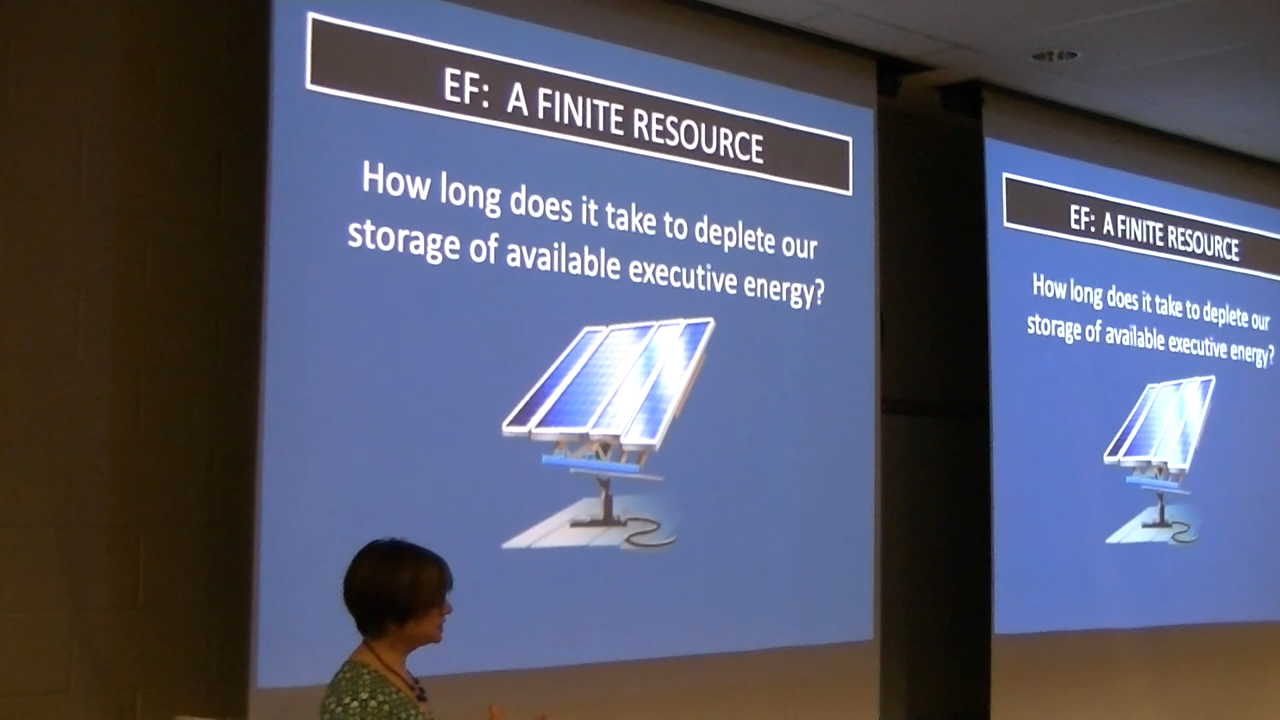 EF: A FINITE RESOURCE
How long does it take to deplete our
storage of available executive energy?
EF: A FINITE RESOURCE
How long does it take to deplete our
storage of available executive energy?